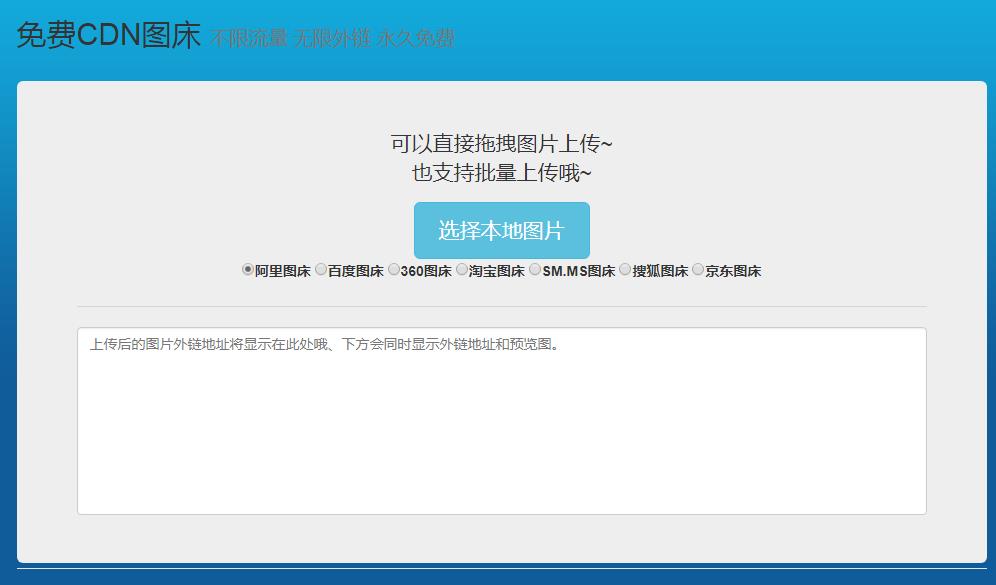 免费CDN图床 不限流量 无限外链 永久免费
可以直接拖拽图片上传~
也支持批量上传哦~
选择本地图片
阿里图床 百度图床 360图床 淘宝图床 SM.MS图床 搜狐图床 京东图床
上传后的图片外链地址将显示在此处哦、下方会同时显示外链地址和预览图。